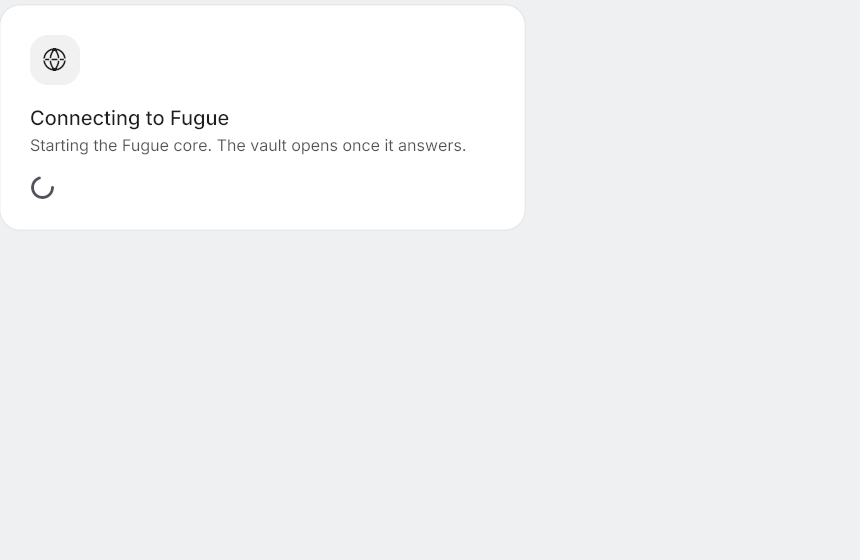 Connecting to Fugue
Starting the Fugue core. The vault opens once it answers.